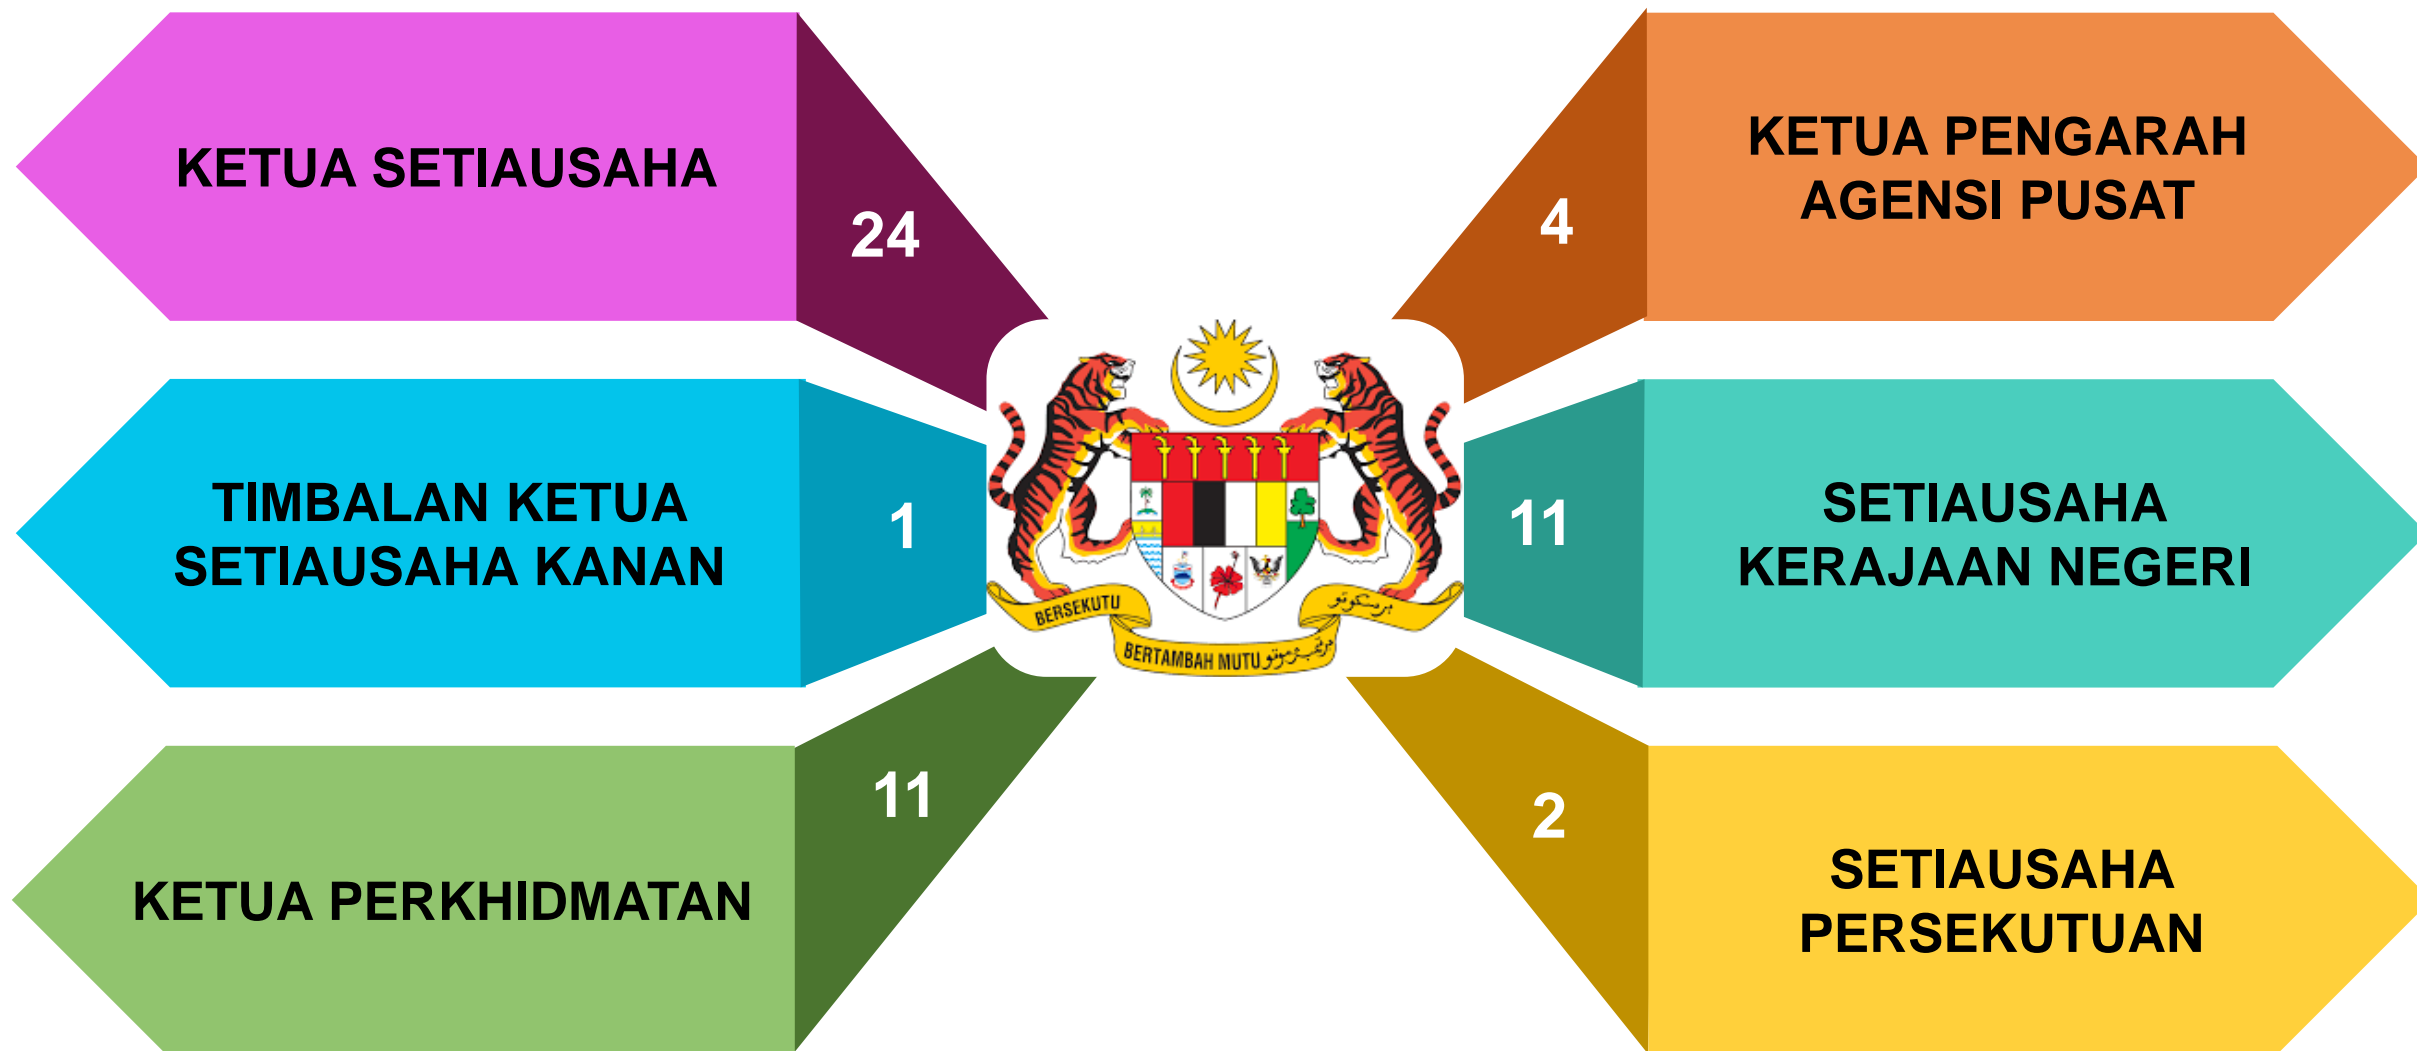 KETUA SETIAUSAHA
24
TIMBALAN KETUA
SETIAUSAHA KANAN
1
KETUA PERKHIDMATAN
11
BERSEKUTU
برسكوتو
BERTAMBAH MUTU
4
KETUA PENGARAH
AGENSI PUSAT
11
SETIAUSAHA
KERAJAAN NEGERI
2
SETIAUSAHA
PERSEKUTUAN